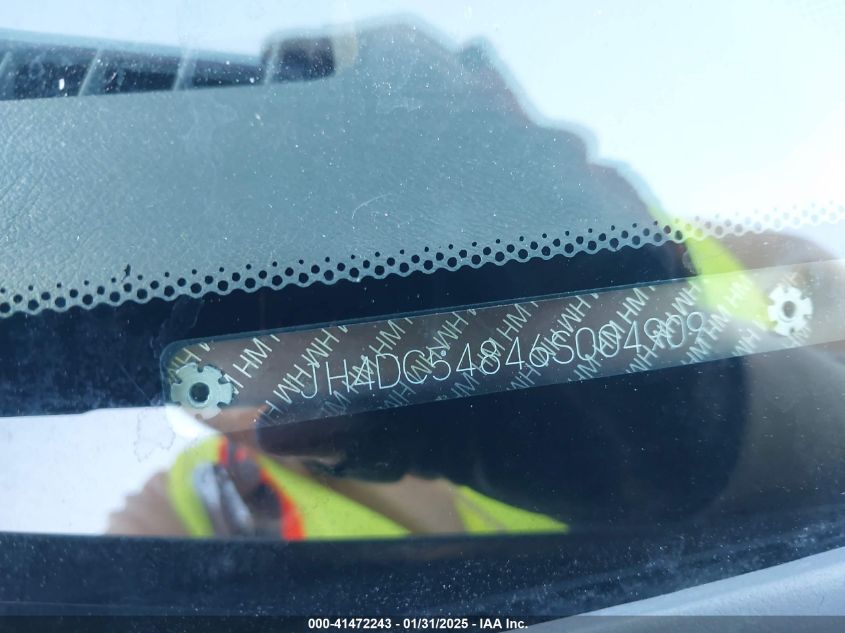 JH4DC54846S004909
000-41472243 - 01/31/2025 - IAA Inc.